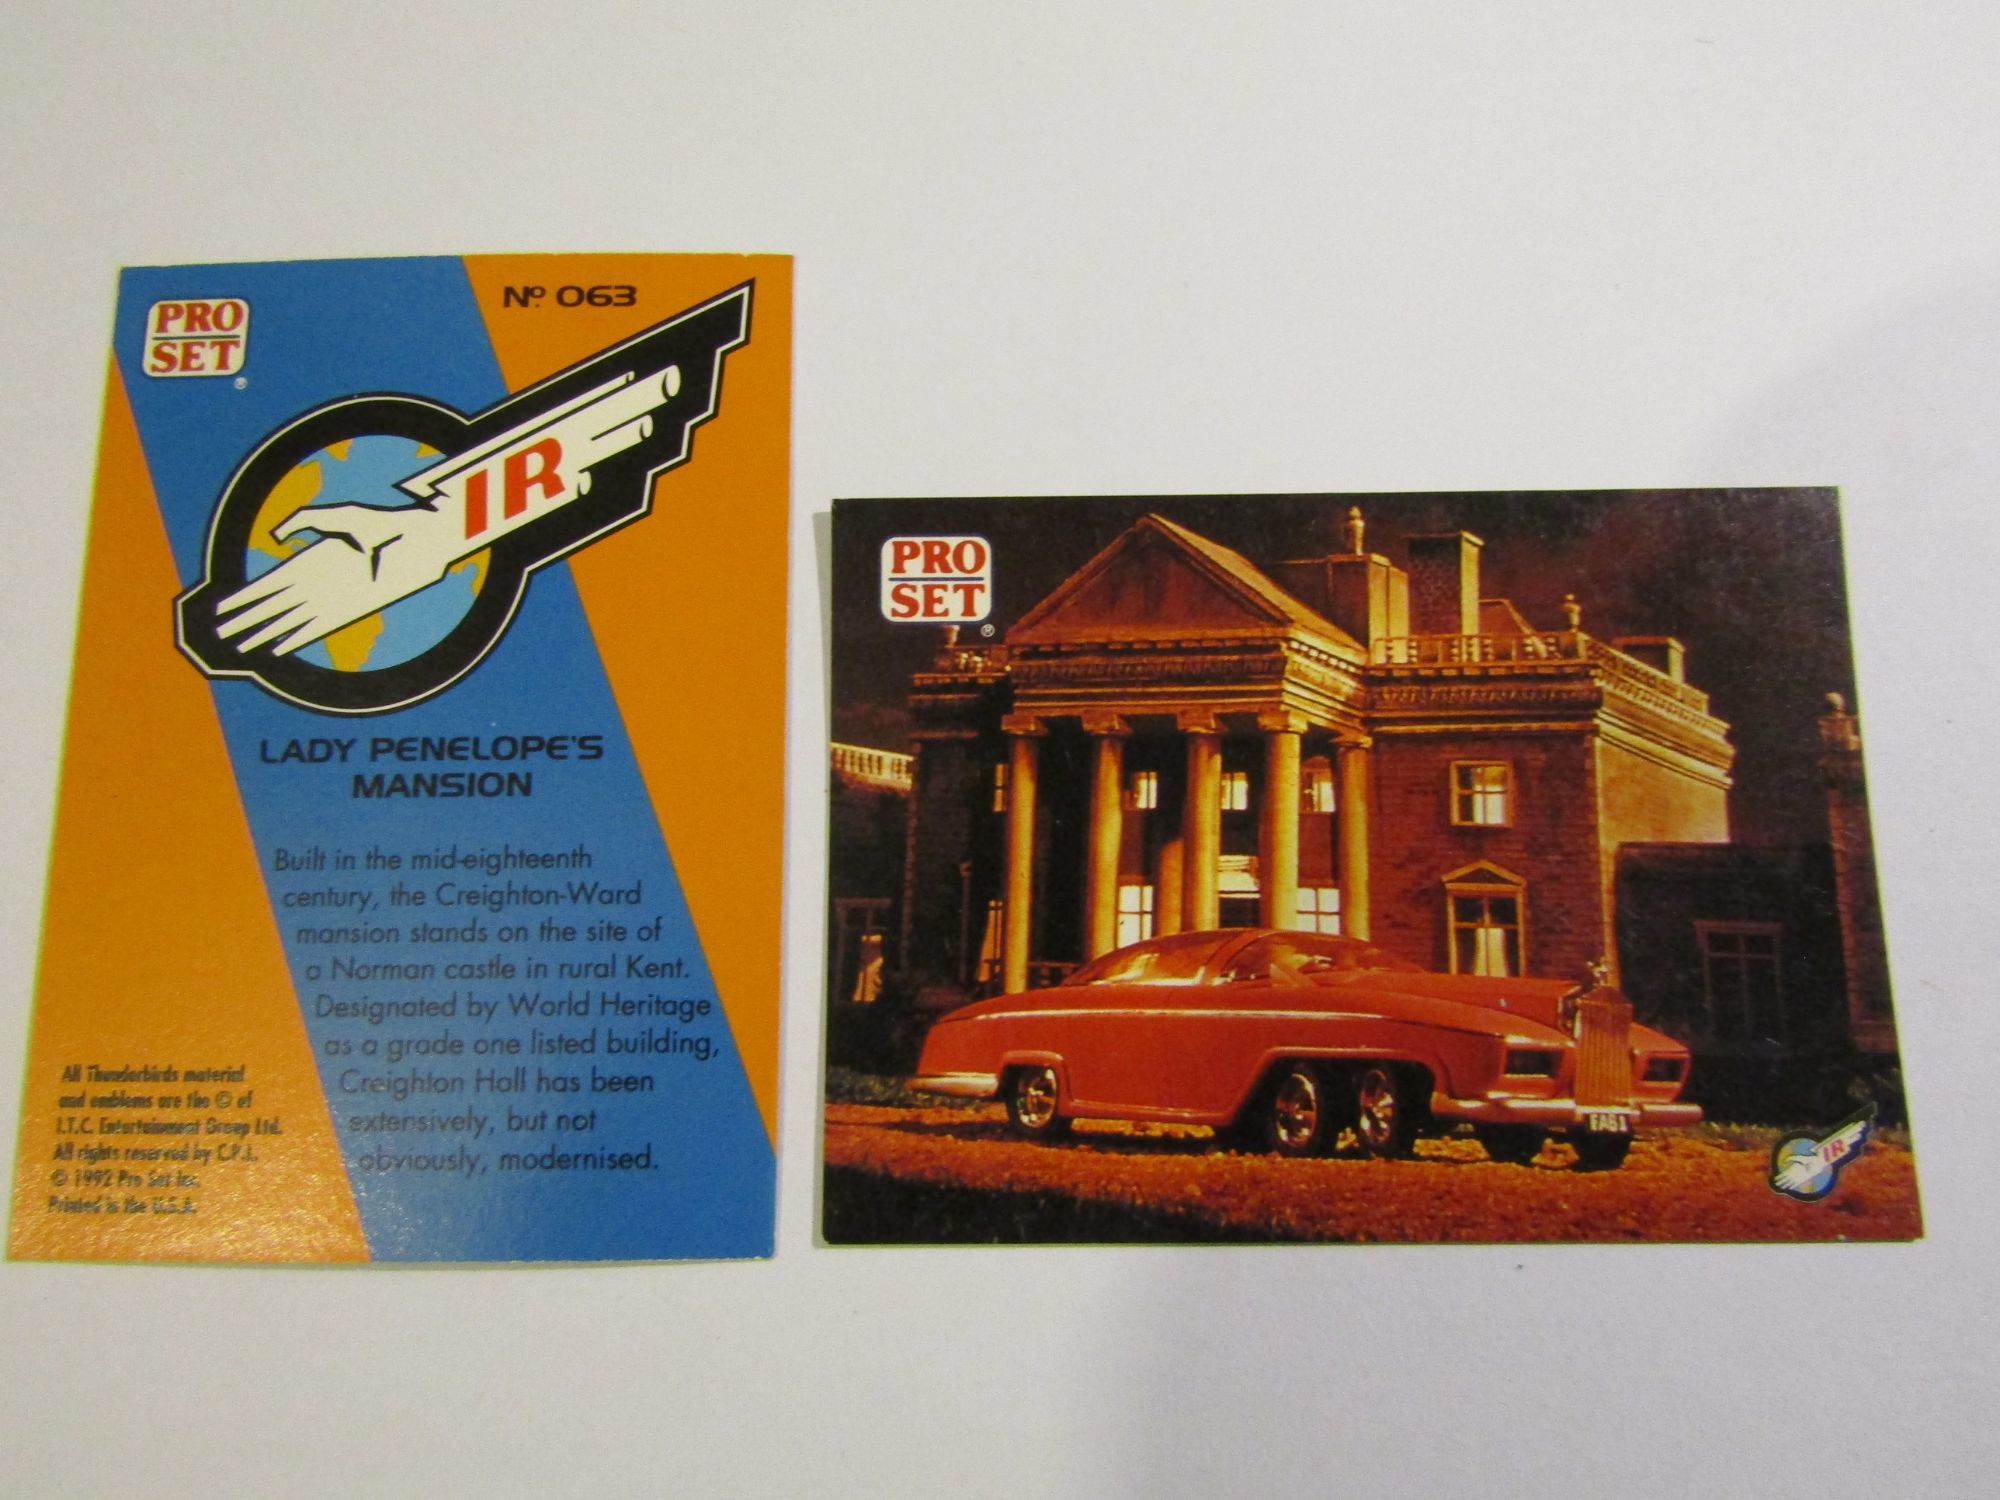 PRO
SET
®
Nº 063
IR
LADY PENELOPE'S
MANSION
Built in the mid-eighteenth
century, the Creighton-Ward
mansion stands on the site of
a Norman castle in rural Kent.
Designated by World Heritage
as a grade one listed building,
Creighton Hall has been
extensively, but not
obviously, modernised.
All Thunderbirds material
and emblems are the © of
I.T.C. Entertainment Group Ltd.
All rights reserved by C.P.L.
© 1992 Pro Set Inc.
Printed in the U.S.A.
PRO
SET
®
FAB1
IR